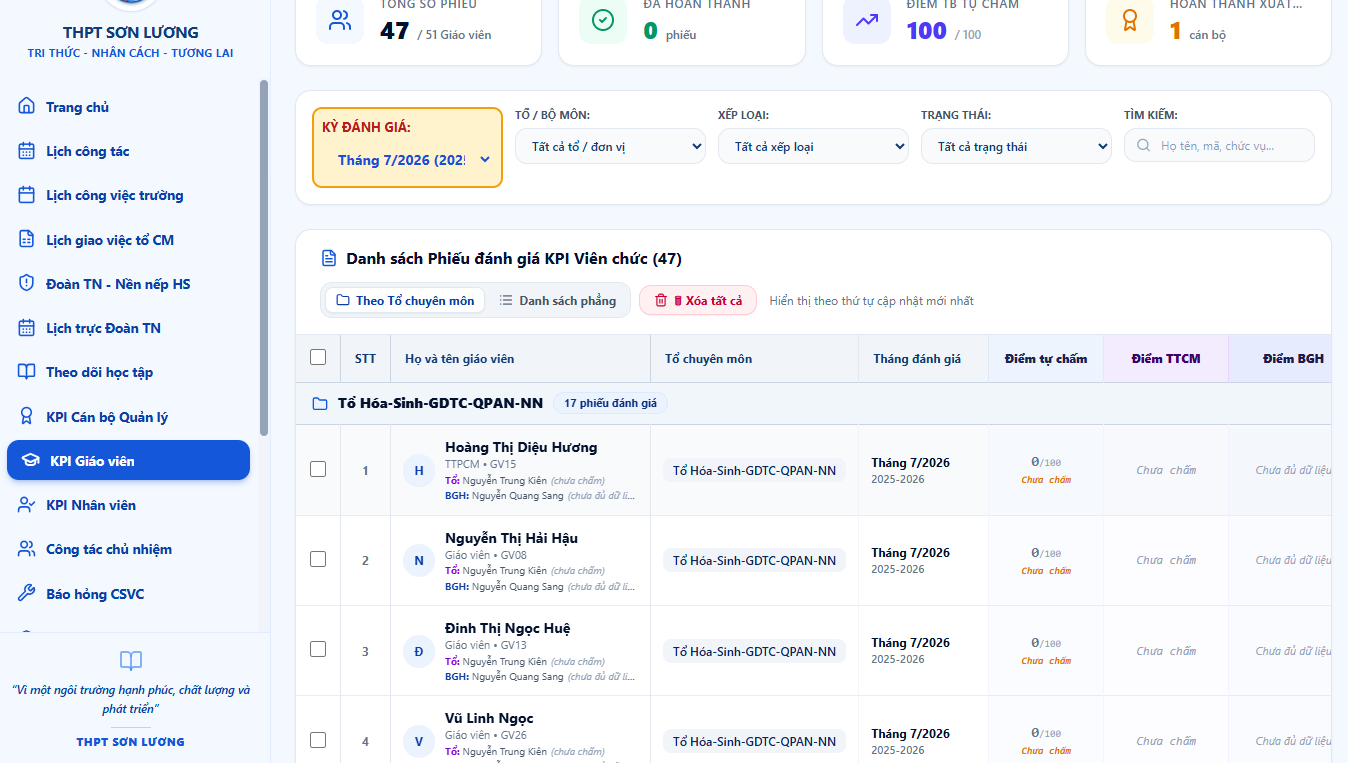 THPT SƠN LƯƠNG
TRI THỨC - NHÂN CÁCH - TƯƠNG LAI
Trang chủ
Lịch công tác
Lịch công việc trường
Lịch giao việc tổ CM
Đoàn TN - Nền nếp HS
Lịch trực Đoàn TN
Theo dõi học tập
KPI Cán bộ Quản lý
KPI Giáo viên
KPI Nhân viên
Công tác chủ nhiệm
Báo hỏng CSVC
"Vì một ngôi trường hạnh phúc, chất lượng và
phát triển"
THPT SƠN LƯƠNG
TỔNG SỐ PHIẾU
47 / 51 Giáo viên
ĐÃ HOÀN THÀNH
0 phiếu
ĐIỂM TB TỰ CHẤM
100 / 100
HOÀN THÀNH XUẤT...
1 cán bộ
KỲ ĐÁNH GIÁ:
Tháng 7/2026 (2025
TỔ / BỘ MÔN:
Tất cả tổ / đơn vị
XẾP LOẠI:
Tất cả xếp loại
TRẠNG THÁI:
Tất cả trạng thái
TÌM KIẾM:
Họ tên, mã, chức vụ...
Danh sách Phiếu đánh giá KPI Viên chức (47)
Theo Tổ chuyên môn
Danh sách phẳng
Xóa tất cả
Hiển thị theo thứ tự cập nhật mới nhất
STT
Họ và tên giáo viên
Tổ chuyên môn
Tháng đánh giá
Điểm tự chấm
Điểm TTCM
Điểm BGH
Tổ Hóa-Sinh-GDTC-QPAN-NN
17 phiếu đánh giá
1
H
Hoàng Thị Diệu Hương
TTPCM • GV15
Tổ: Nguyễn Trung Kiên (chưa chấm)
BGH: Nguyễn Quang Sang (chưa đủ dữ li...
Tổ Hóa-Sinh-GDTC-QPAN-NN
Tháng 7/2026
2025-2026
0/100
Chưa chấm
Chưa chấm
Chưa đủ dữ liệu
2
N
Nguyễn Thị Hải Hậu
Giáo viên • GV08
Tổ: Nguyễn Trung Kiên (chưa chấm)
BGH: Nguyễn Quang Sang (chưa đủ dữ li...
Tổ Hóa-Sinh-GDTC-QPAN-NN
Tháng 7/2026
2025-2026
0/100
Chưa chấm
Chưa chấm
Chưa đủ dữ liệu
3
Đ
Đinh Thị Ngọc Huệ
Giáo viên • GV13
Tổ: Nguyễn Trung Kiên (chưa chấm)
BGH: Nguyễn Quang Sang (chưa đủ dữ li...
Tổ Hóa-Sinh-GDTC-QPAN-NN
Tháng 7/2026
2025-2026
0/100
Chưa chấm
Chưa chấm
Chưa đủ dữ liệu
4
V
Vũ Linh Ngọc
Giáo viên • GV26
Tổ: Nguyễn Trung Kiên (chưa chấm)
Tổ Hóa-Sinh-GDTC-QPAN-NN
Tháng 7/2026
2025-2026
0/100
Chưa chấm
Chưa chấm
Chưa đủ dữ liệu